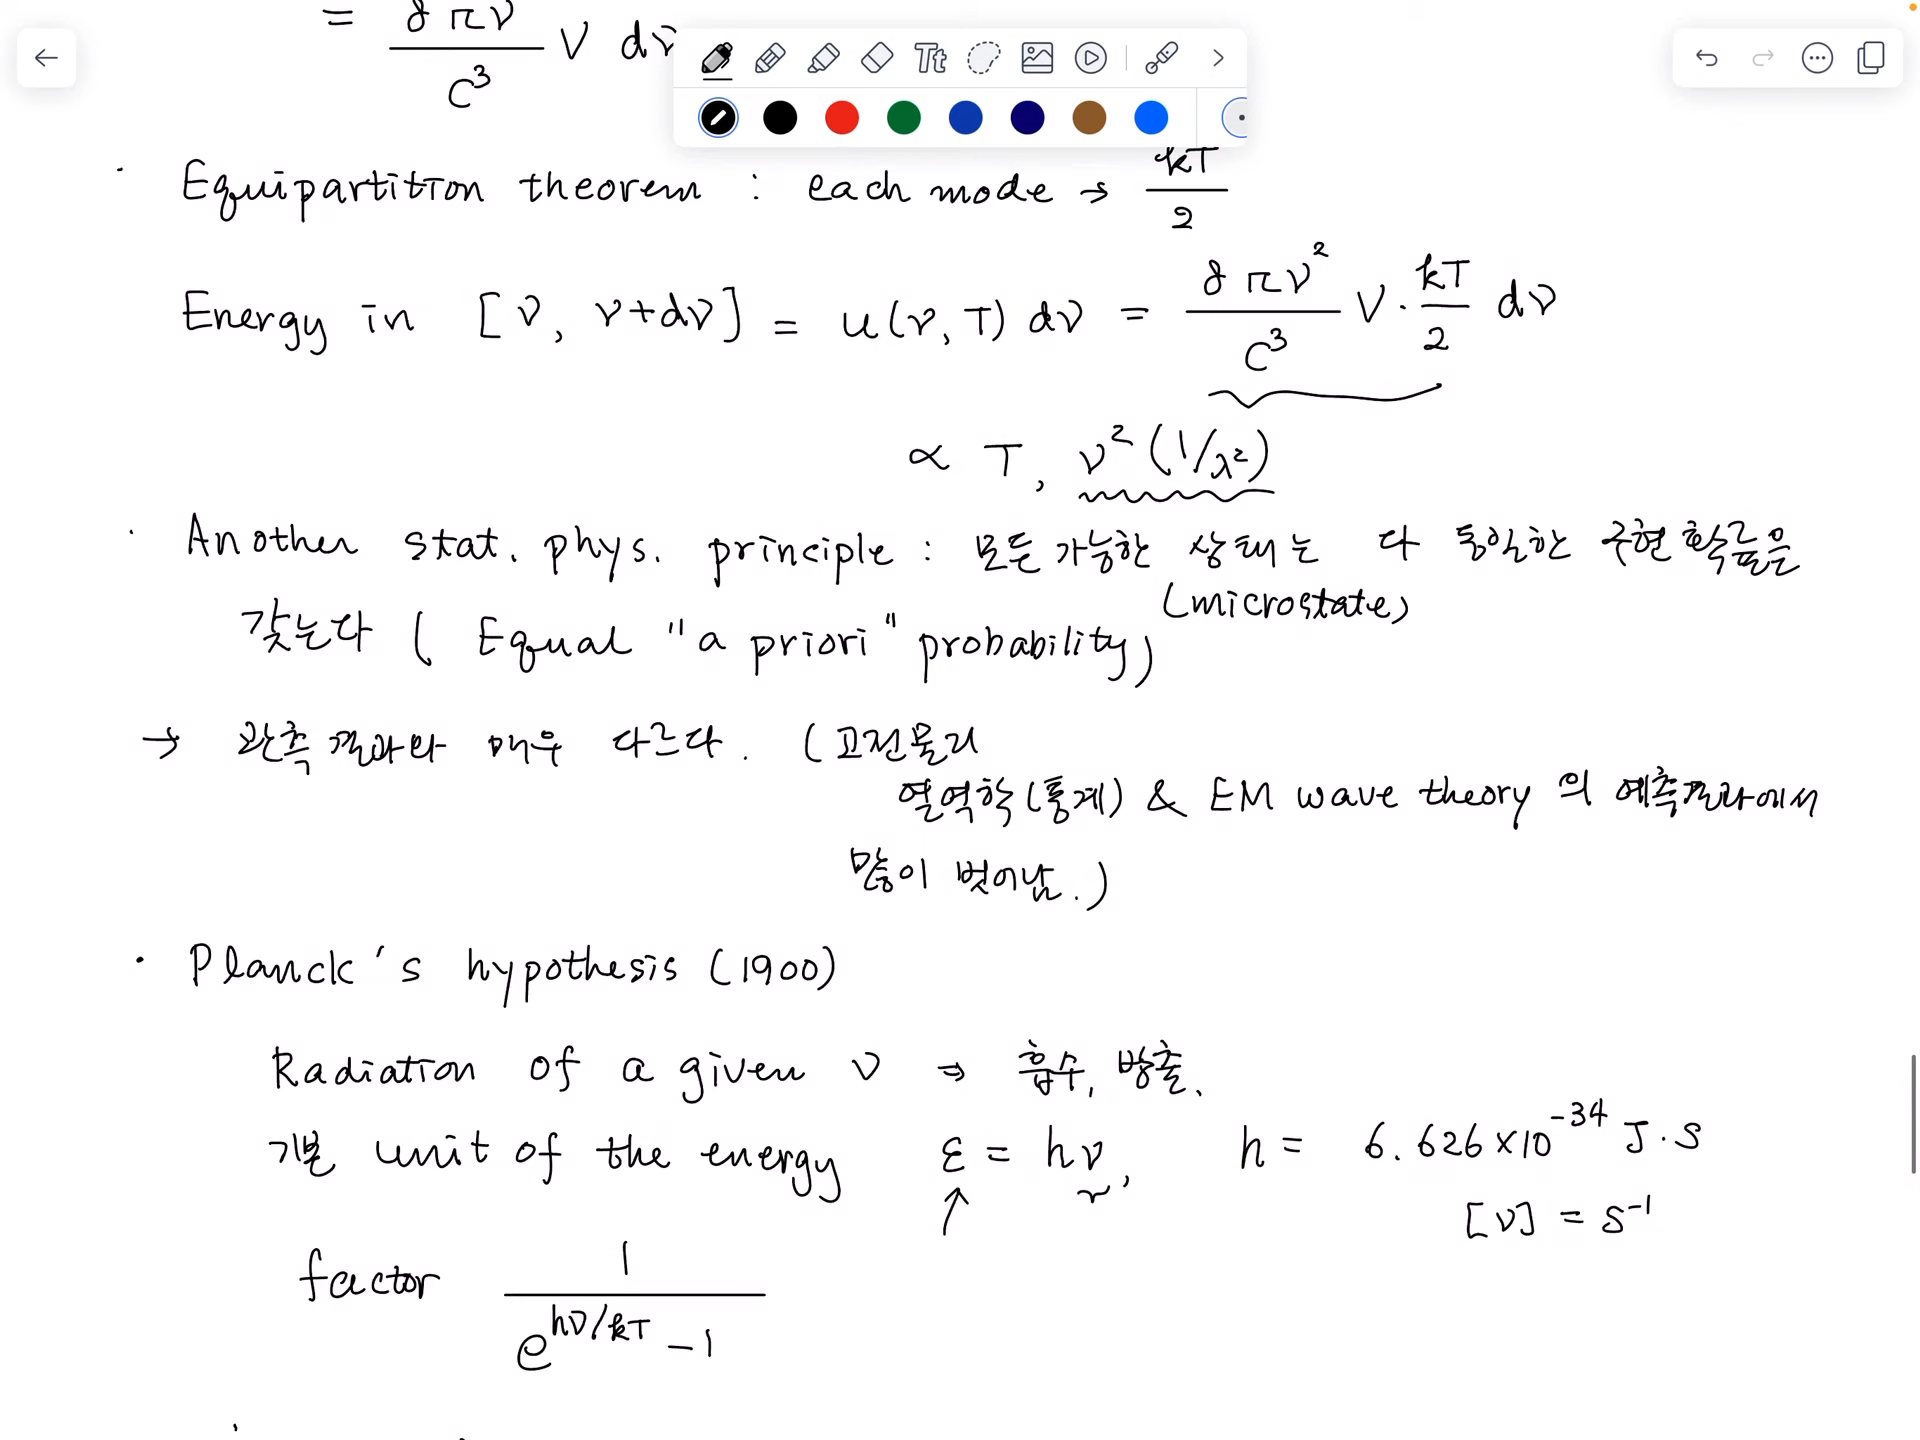 = 8πν / c³ V dν
Tt
· Equipartition theorem : each mode → kT/2
Energy in [ν, ν+dν] = u(ν, T) dν = 8πν²/c³ V · kT/2 dν
∝ T, ν² (1/λ²)
· Another stat. phys. principle : 모든 가능한 상태는 다 동일한 구현 확률을
(microstate)
갖는다 ( Equal "a priori" probability)
→ 관측 결과와 매우 다르다. (고전물리
열역학(통계) & EM wave theory 의 예측결과에서
많이 벗어남.)
· Planck's hypothesis (1900)
Radiation of a given ν → 흡수, 방출.
기본 unit of the energy ε = hν, h = 6.626×10⁻³⁴ J·s
↑ [ν] = s⁻¹
factor 1 / e^(hν/kT) − 1